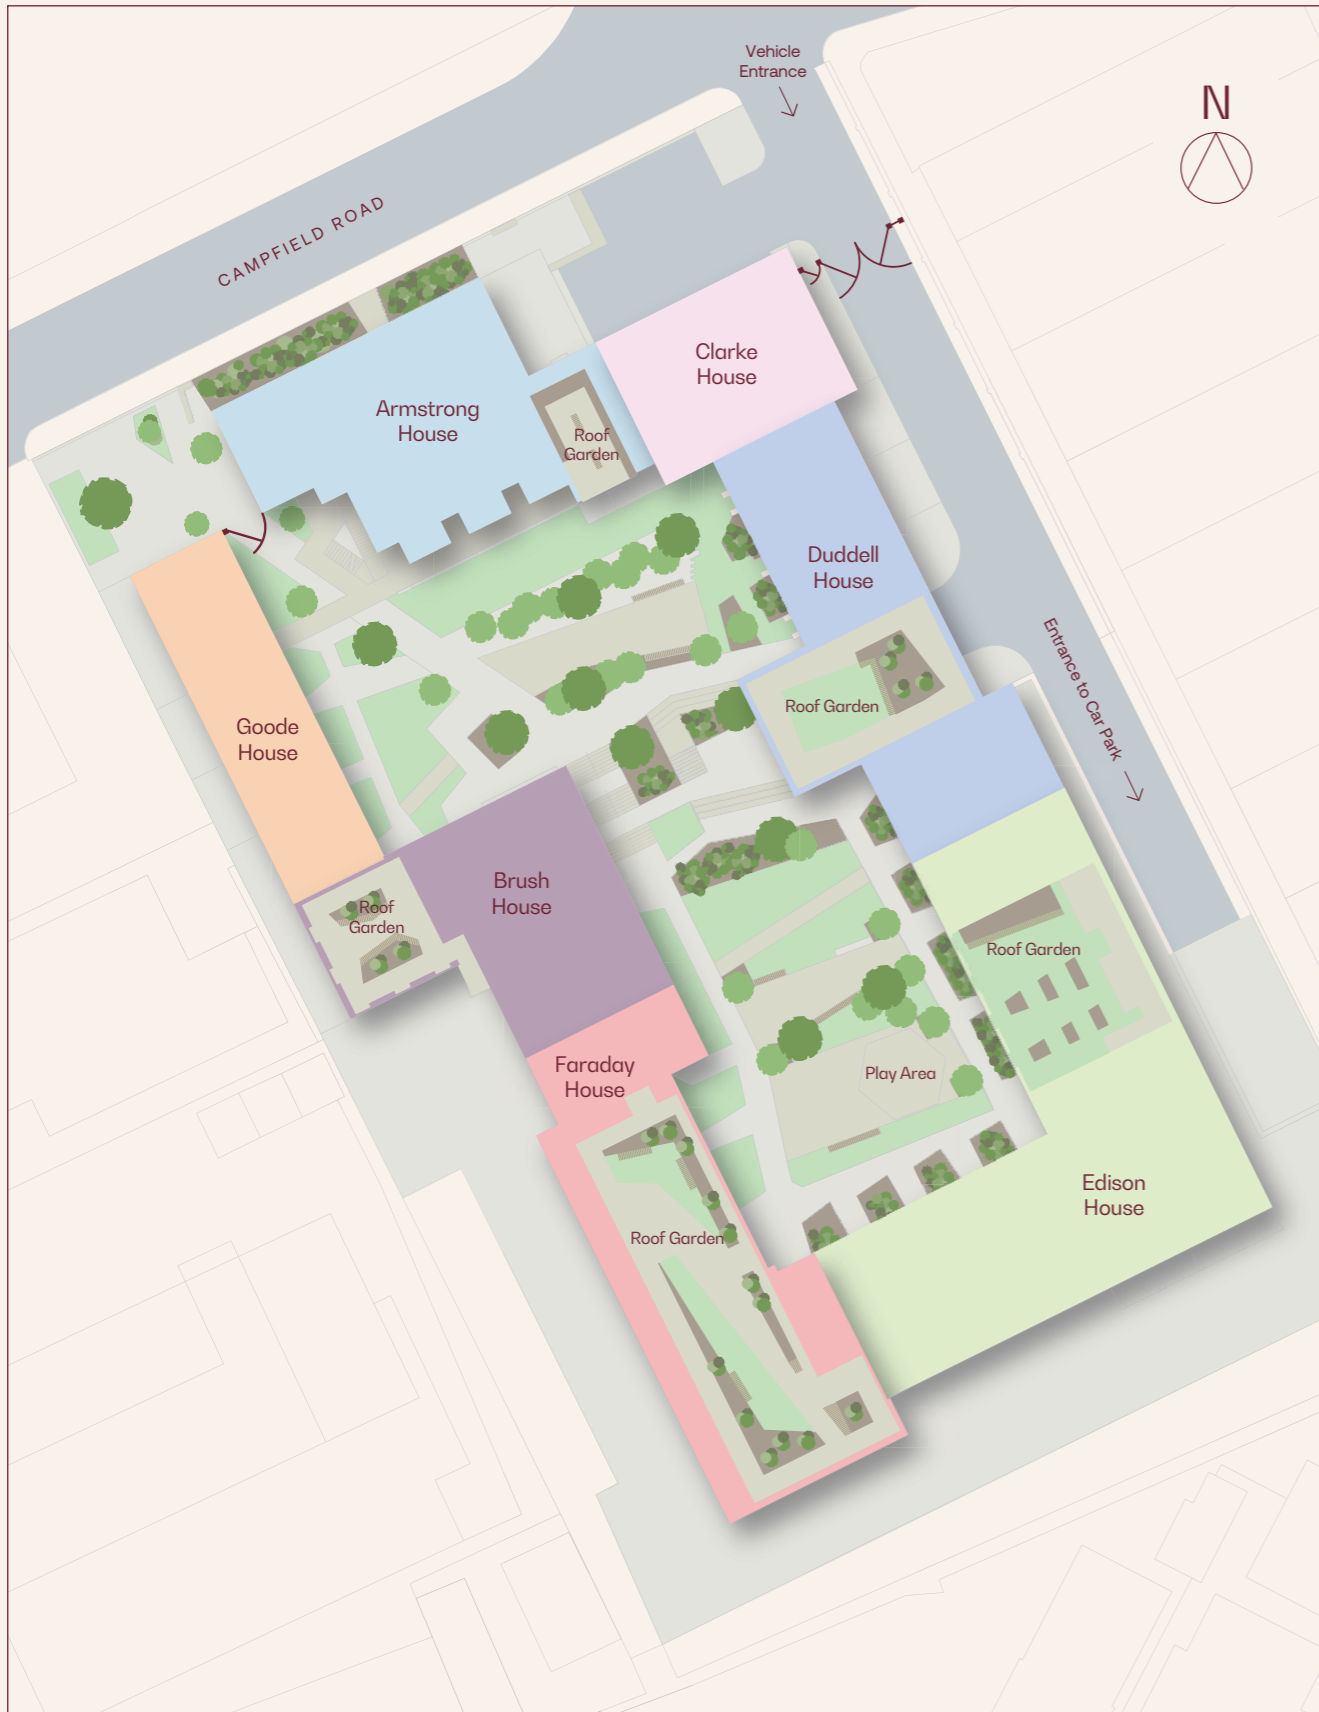 Vehicle
Entrance
N
CAMPFIELD ROAD
Clarke
House
Armstrong
House
Roof
Garden
Duddell
House
Entrance to Car Park
Roof Garden
Goode
House
Brush
House
Roof
Garden
Roof Garden
Faraday
House
Play Area
Edison
House
Roof Garden